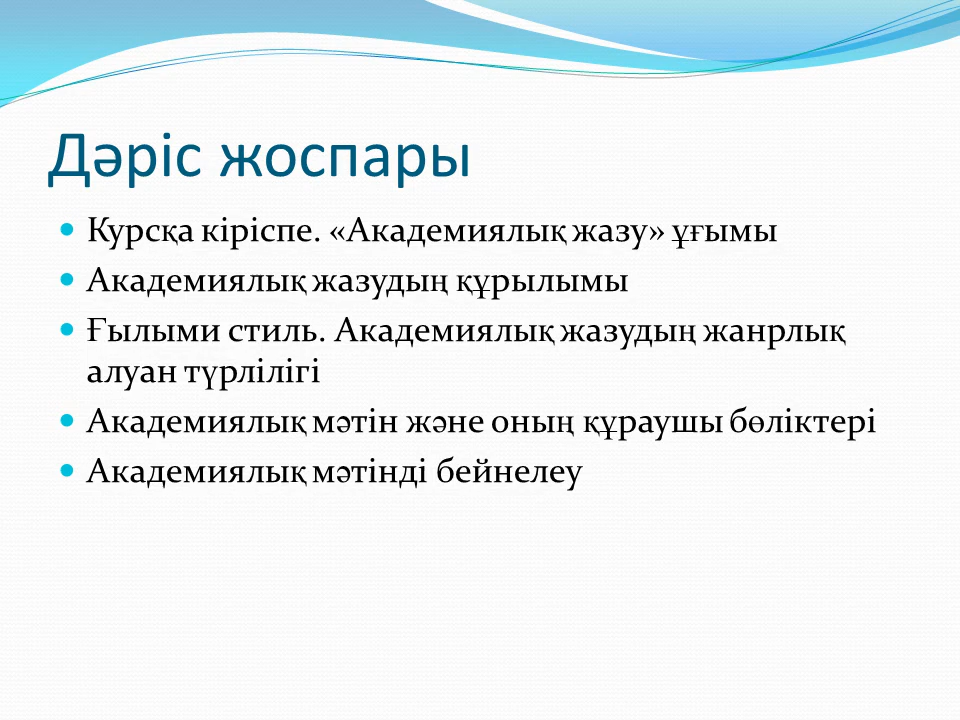 Дәріс жоспары
Курсқа кіріспе. «Академиялық жазу» ұғымы
Академиялық жазудың құрылымы
Ғылыми стиль. Академиялық жазудың жанрлық
алуан түрлілігі
Академиялық мәтін және оның құраушы бөліктері
Академиялық мәтінді бейнелеу